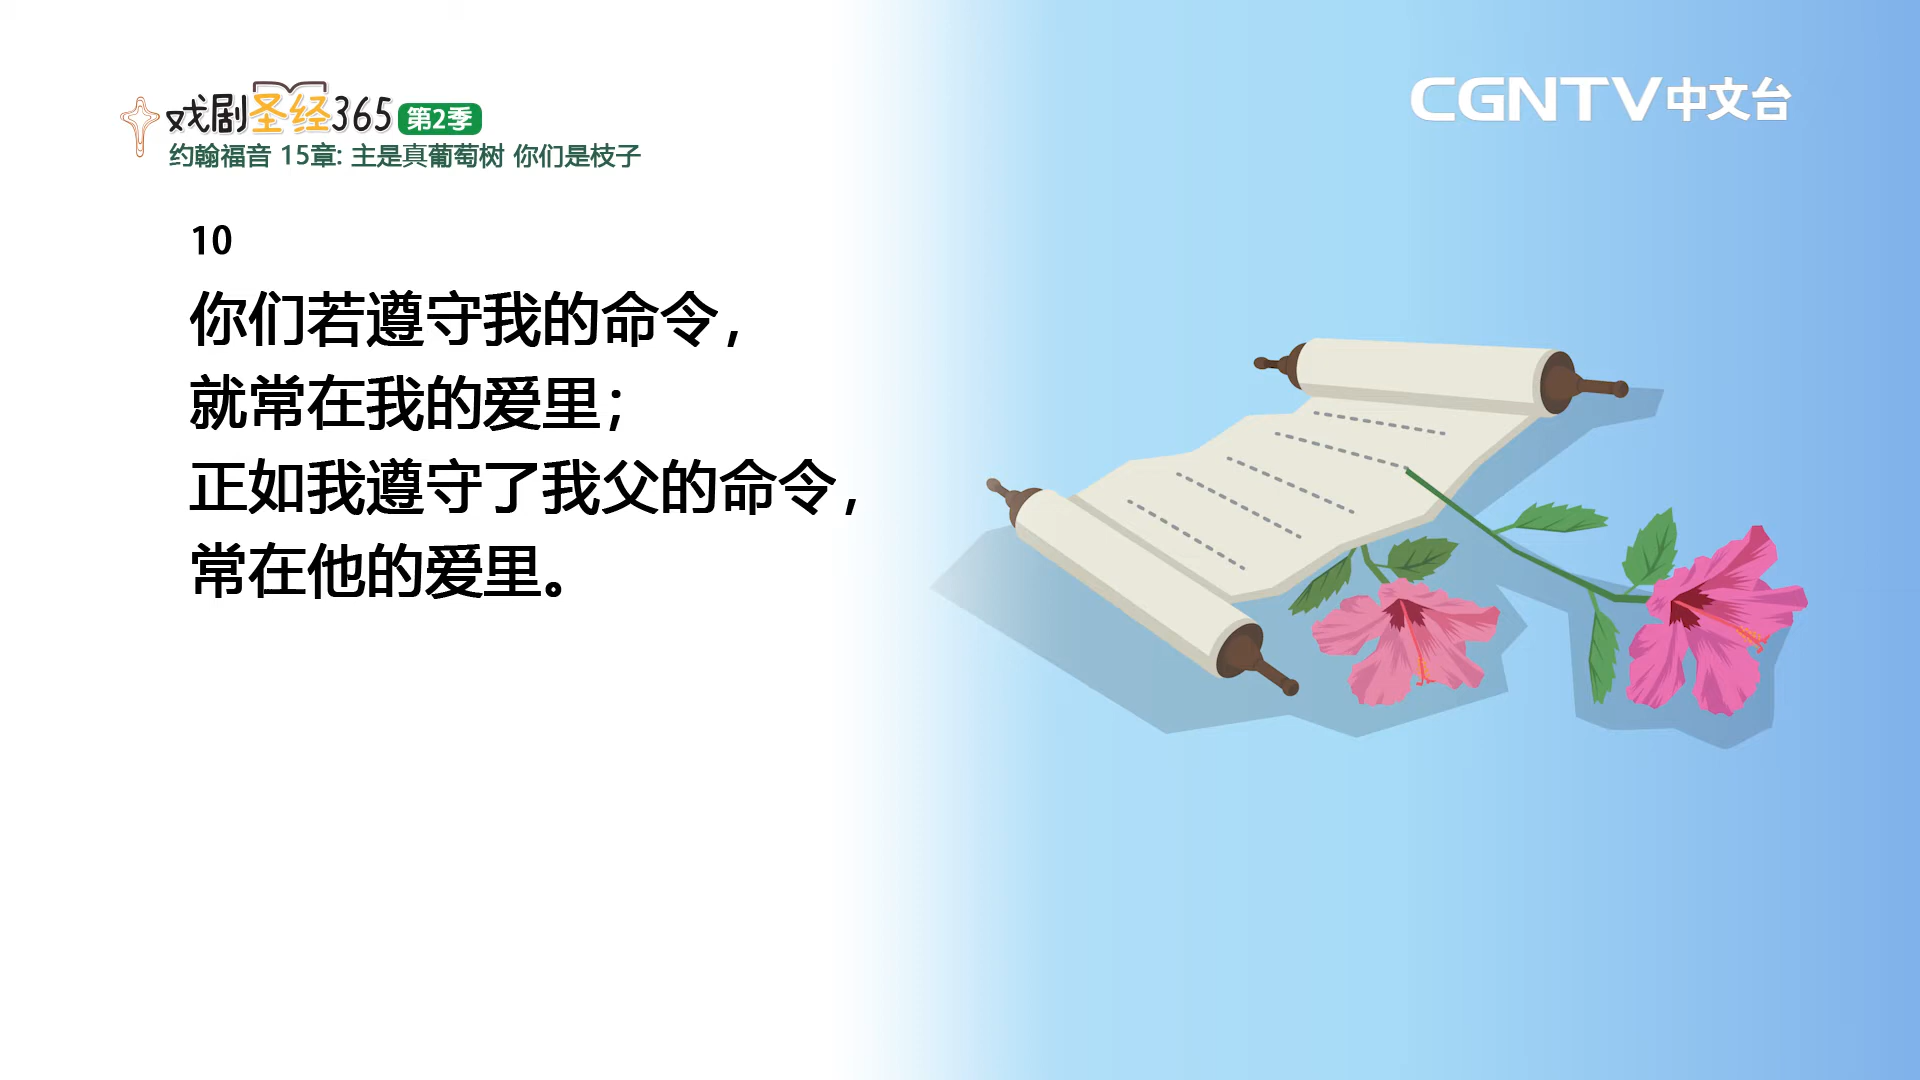 戏剧圣经365 第2季
约翰福音 15章: 主是真葡萄树 你们是枝子
CGNTV中文台
10
你们若遵守我的命令，
就常在我的爱里；
正如我遵守了我父的命令，
常在他的爱里。